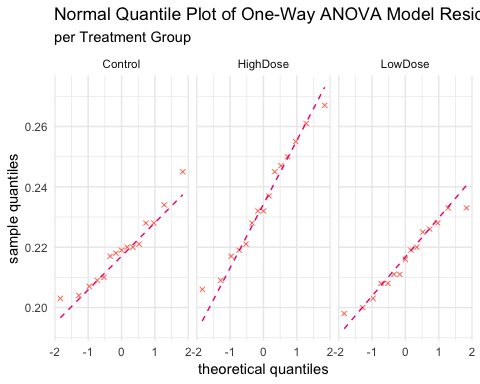 Normal Quantile Plot of One-Way ANOVA Model Resid
per Treatment Group
Control HighDose LowDose
0.26
0.24
0.22
0.20
-2 -1 0 1 2 -2 -1 0 1 2 -2 -1 0 1 2
theoretical quantiles
sample quantiles